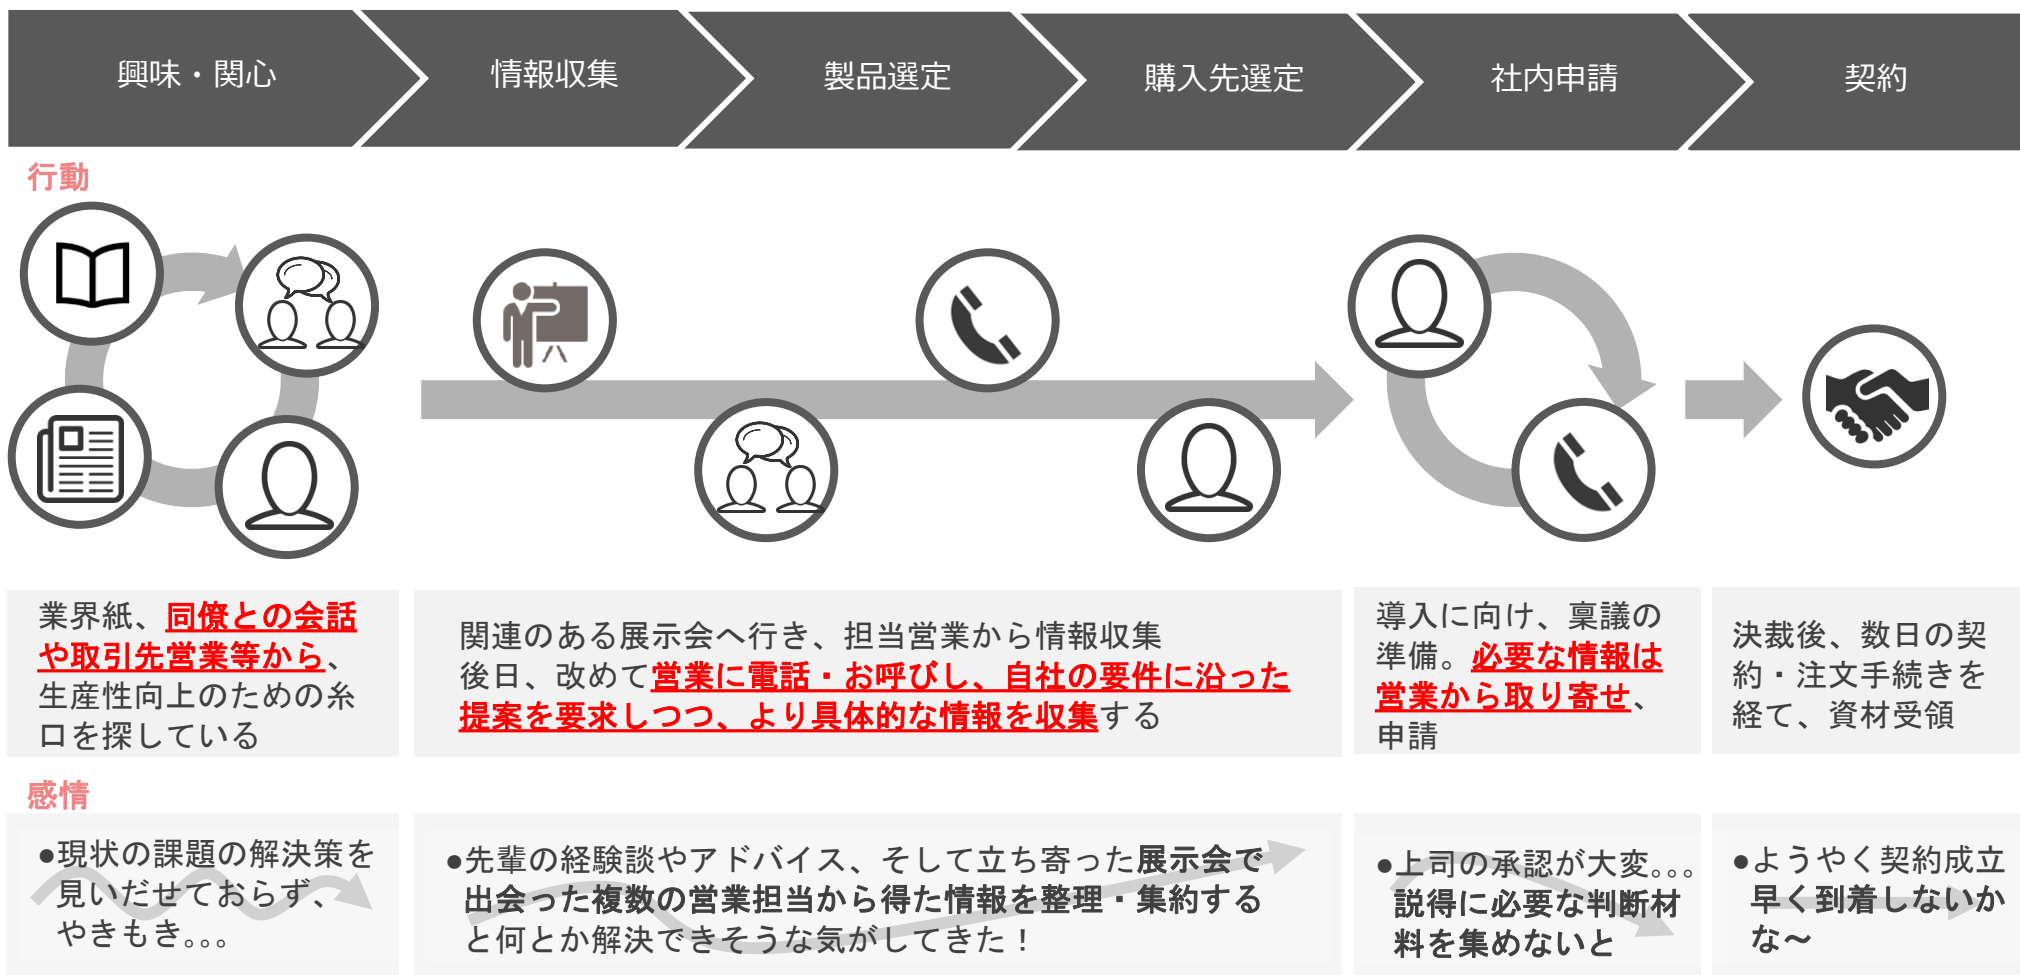 興味・関心
情報収集
製品選定
購入先選定
社内申請
契約
行動
業界紙、同僚との会話
や取引先営業等から、
生産性向上のための糸
口を探している
関連のある展示会へ行き、担当営業から情報収集
後日、改めて営業に電話・お呼びし、自社の要件に沿った
提案を要求しつつ、より具体的な情報を収集する
導入に向け、稟議の
準備。必要な情報は
営業から取り寄せ、
申請
決裁後、数日の契
約・注文手続きを
経て、資材受領
感情
●現状の課題の解決策を
見いだせておらず、
やきもき。。。
●先輩の経験談やアドバイス、そして立ち寄った展示会で
出会った複数の営業担当から得た情報を整理・集約する
と何とか解決できそうな気がしてきた！
●上司の承認が大変。。。
説得に必要な判断材
料を集めないと
●ようやく契約成立
早く到着しないか
な〜